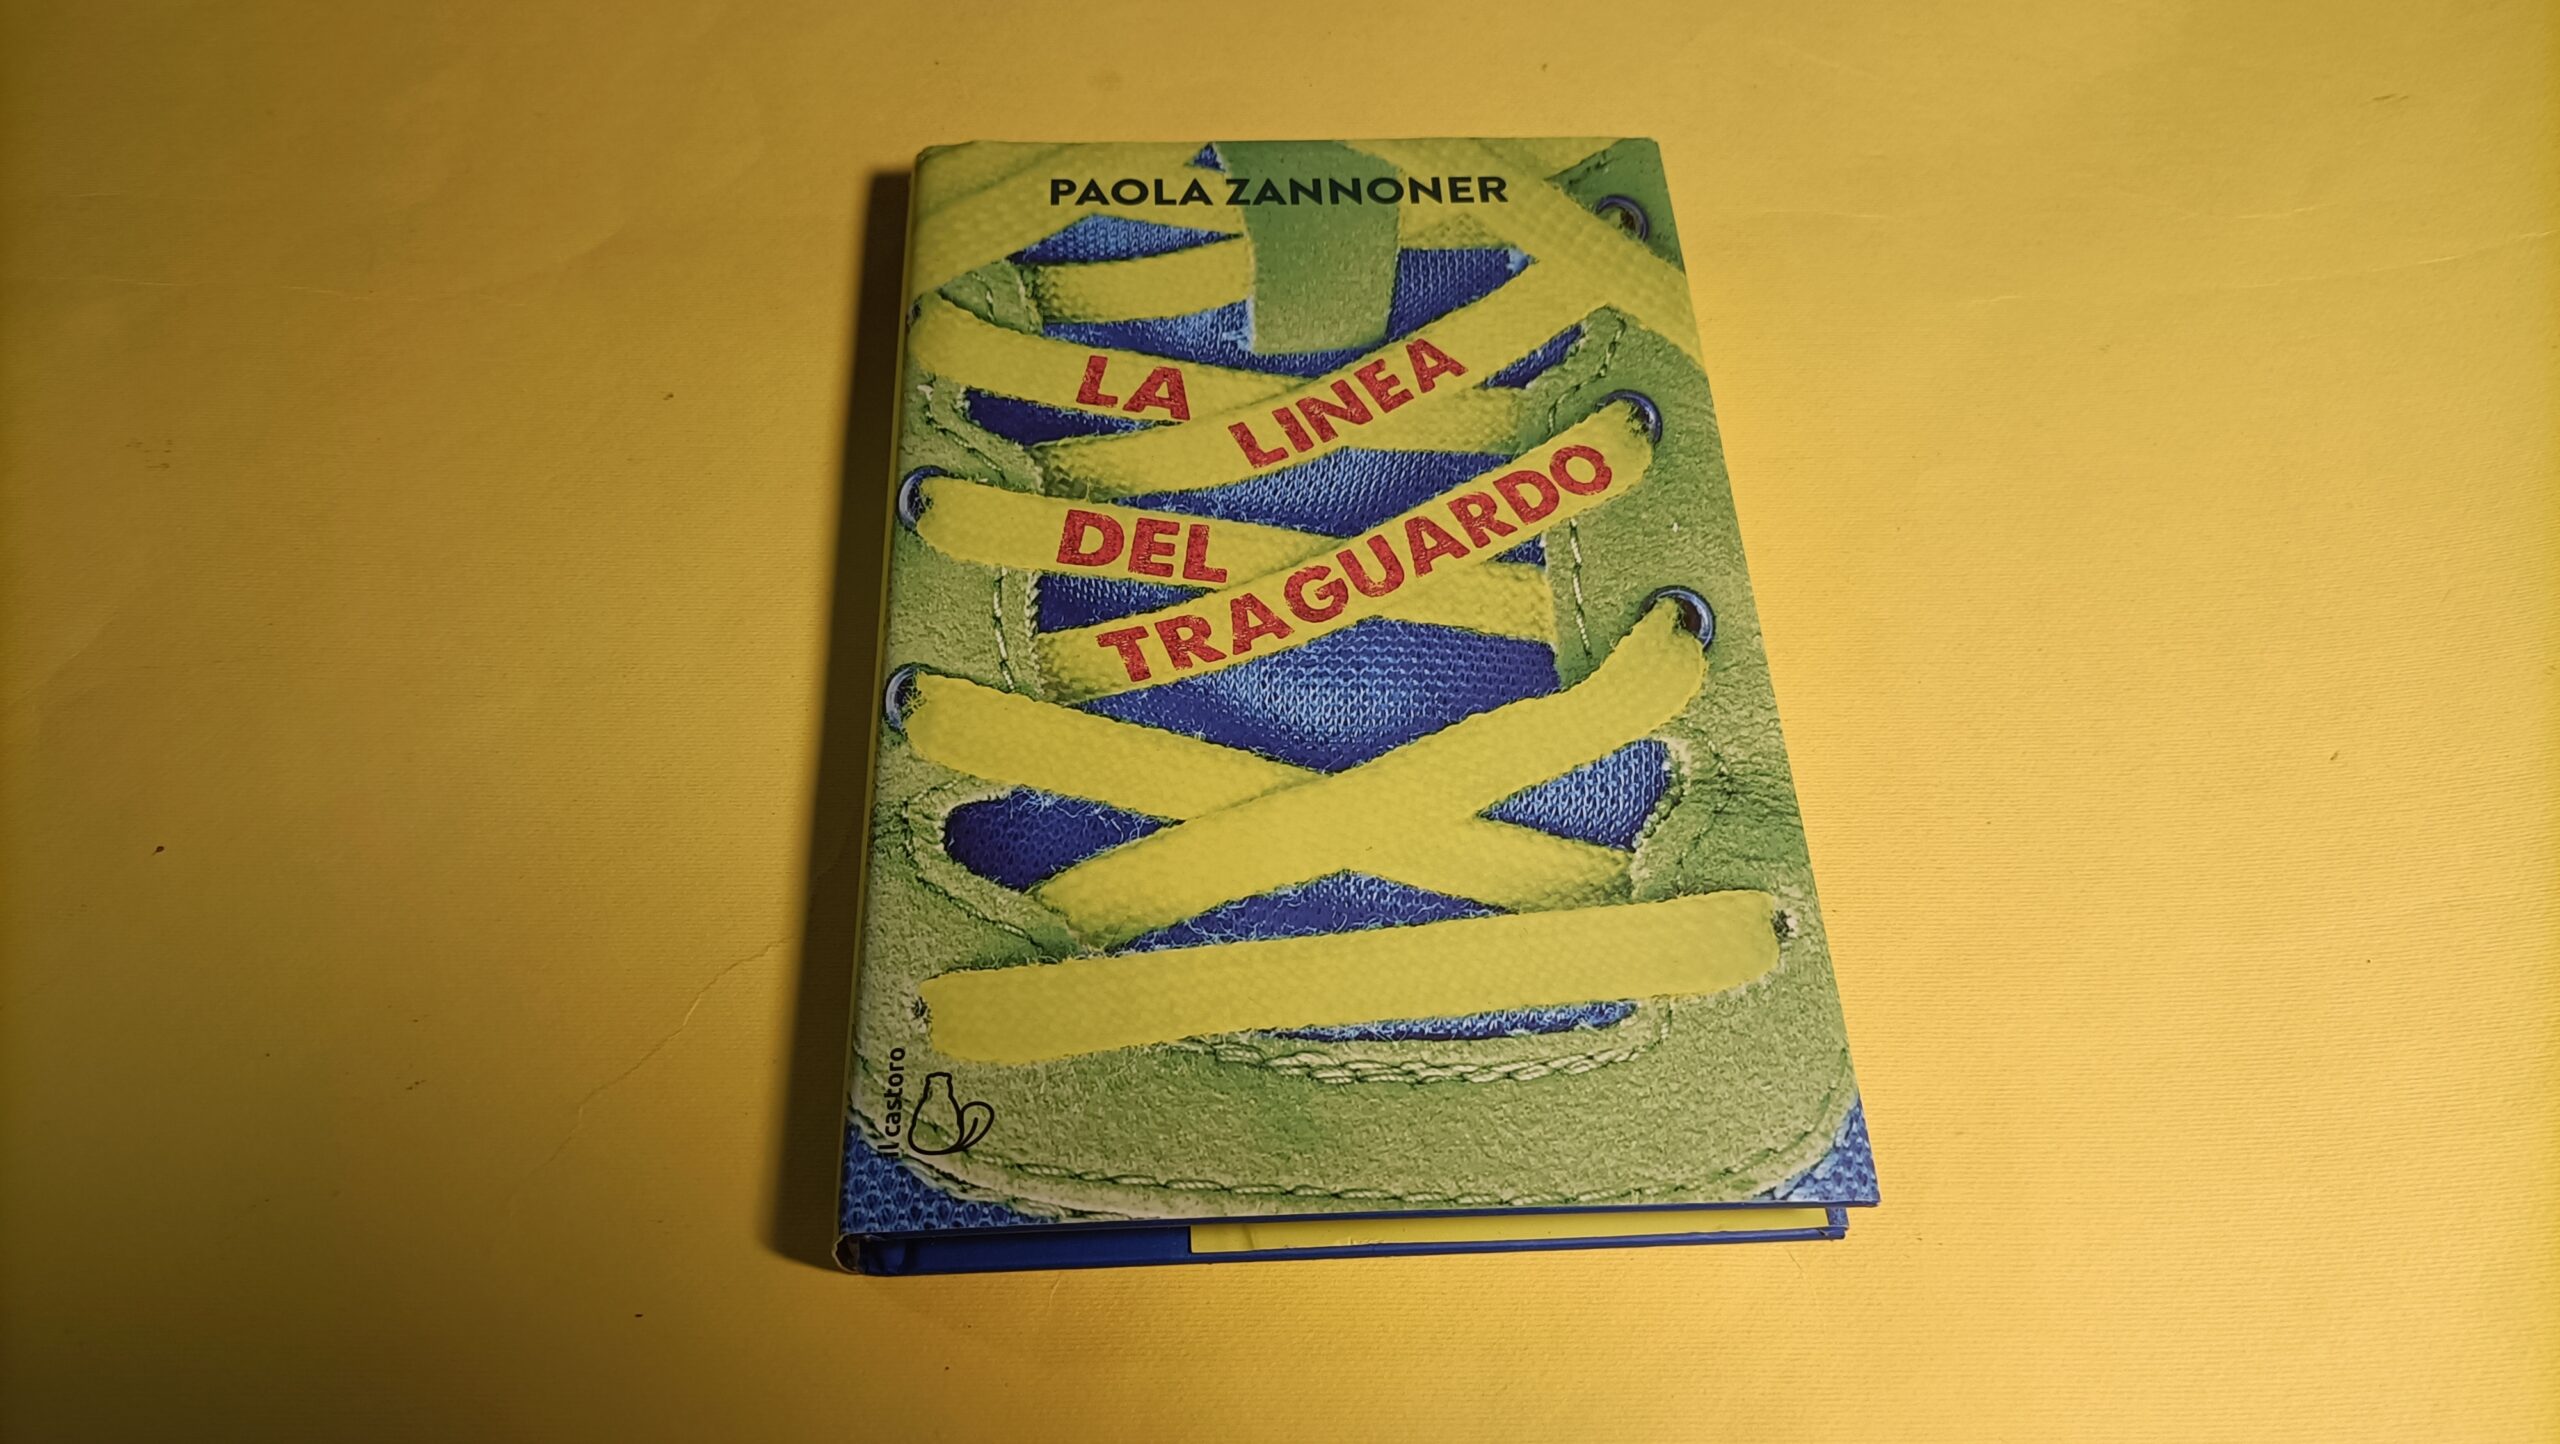 PAOLA ZANNONER
LA LINEA
DEL TRAGUARDO
il castoro